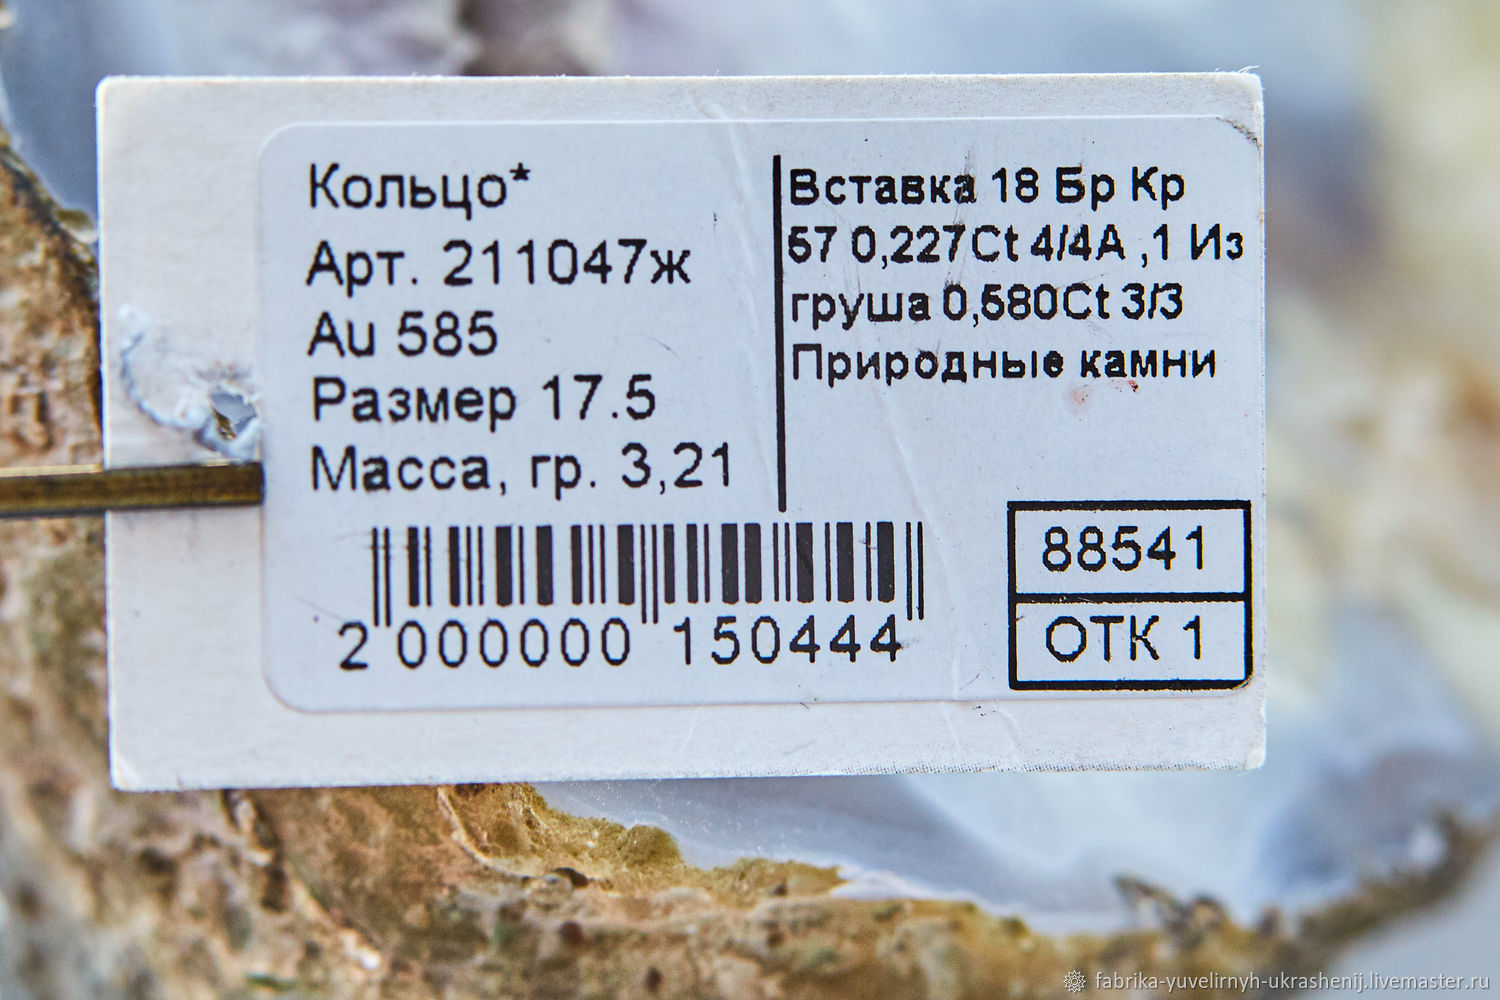 Кольцо*
Арт. 211047ж
Au 585
Размер 17.5
Масса, гр. 3,21
Вставка 18 Бр Кр
57 0,227Ct 4/4А ,1 Из
груша 0,580Ct 3/3
Природные камни
2 000000 150444
88541
ОТК 1
fabrika-yuvelirnyh-ukrashenij.livemaster.ru